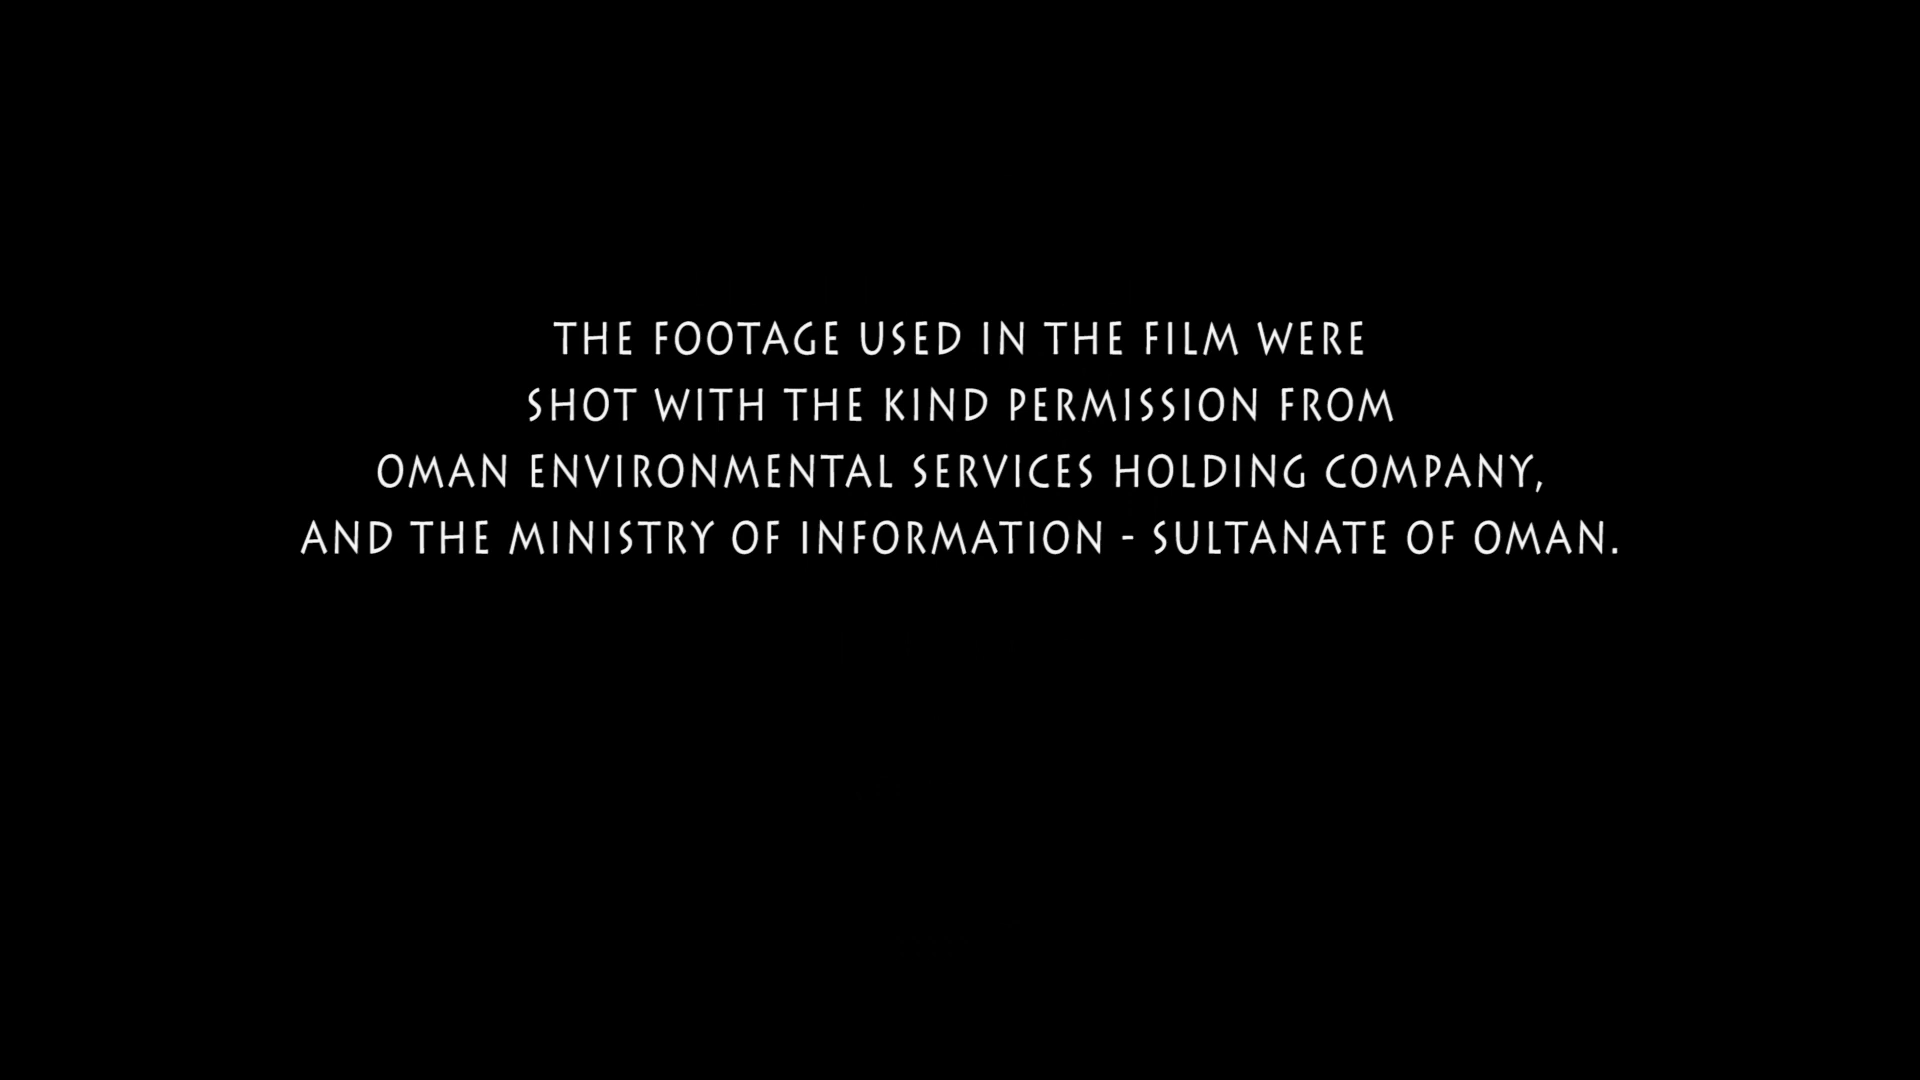 THE FOOTAGE USED IN THE FILM WERE
SHOT WITH THE KIND PERMISSION FROM
OMAN ENVIRONMENTAL SERVICES HOLDING COMPANY,
AND THE MINISTRY OF INFORMATION - SULTANATE OF OMAN.